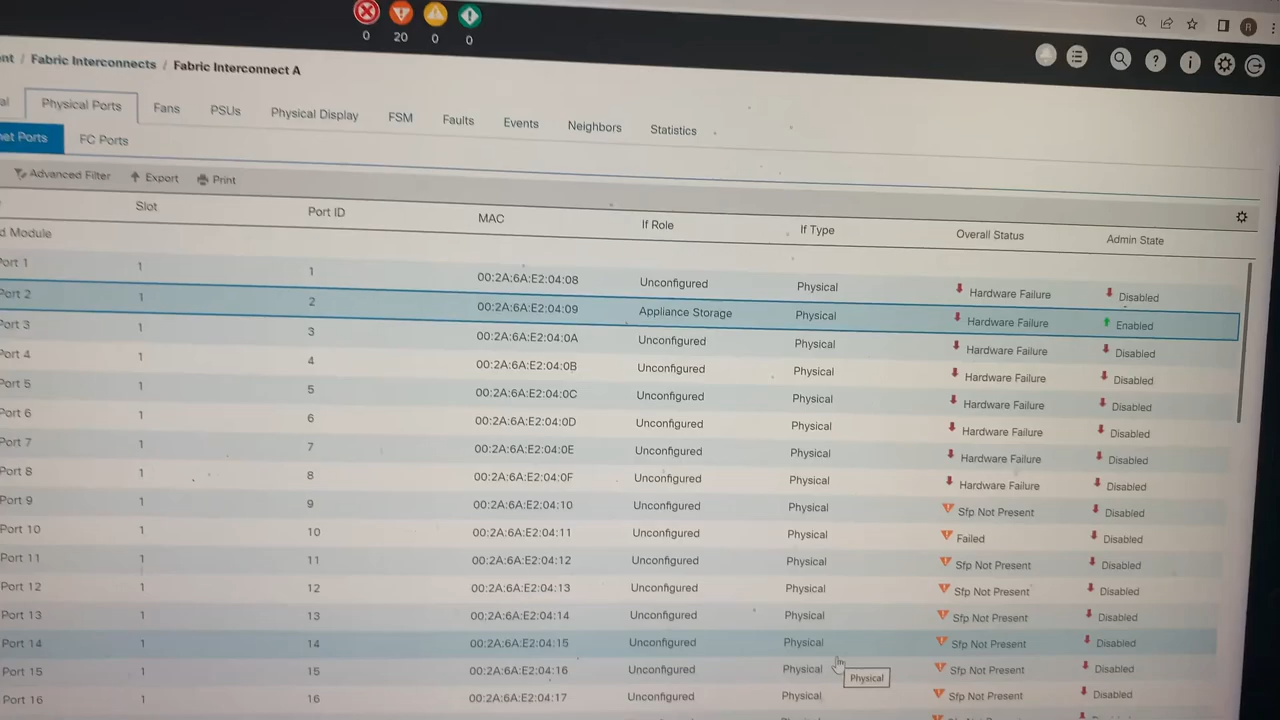 0 20 0 0
nt / Fabric Interconnects / Fabric Interconnect A
al Physical Ports Fans PSUs Physical Display FSM Faults Events Neighbors Statistics
net Ports FC Ports
Advanced Filter Export Print
Slot Port ID MAC If Role If Type Overall Status Admin State
d Module
Port 1 1 1 00:2A:6A:E2:04:08 Unconfigured Physical Hardware Failure Disabled
Port 2 1 2 00:2A:6A:E2:04:09 Appliance Storage Physical Hardware Failure Enabled
Port 3 1 3 00:2A:6A:E2:04:0A Unconfigured Physical Hardware Failure Disabled
Port 4 1 4 00:2A:6A:E2:04:0B Unconfigured Physical Hardware Failure Disabled
Port 5 1 5 00:2A:6A:E2:04:0C Unconfigured Physical Hardware Failure Disabled
Port 6 1 6 00:2A:6A:E2:04:0D Unconfigured Physical Hardware Failure Disabled
Port 7 1 7 00:2A:6A:E2:04:0E Unconfigured Physical Hardware Failure Disabled
Port 8 1 8 00:2A:6A:E2:04:0F Unconfigured Physical Hardware Failure Disabled
Port 9 1 9 00:2A:6A:E2:04:10 Unconfigured Physical Sfp Not Present Disabled
Port 10 1 10 00:2A:6A:E2:04:11 Unconfigured Physical Failed Disabled
Port 11 1 11 00:2A:6A:E2:04:12 Unconfigured Physical Sfp Not Present Disabled
Port 12 1 12 00:2A:6A:E2:04:13 Unconfigured Physical Sfp Not Present Disabled
Port 13 1 13 00:2A:6A:E2:04:14 Unconfigured Physical Sfp Not Present Disabled
Port 14 1 14 00:2A:6A:E2:04:15 Unconfigured Physical Sfp Not Present Disabled
Port 15 1 15 00:2A:6A:E2:04:16 Unconfigured Physical Sfp Not Present Disabled
Physical
Port 16 1 16 00:2A:6A:E2:04:17 Unconfigured Physical Sfp Not Present Disabled